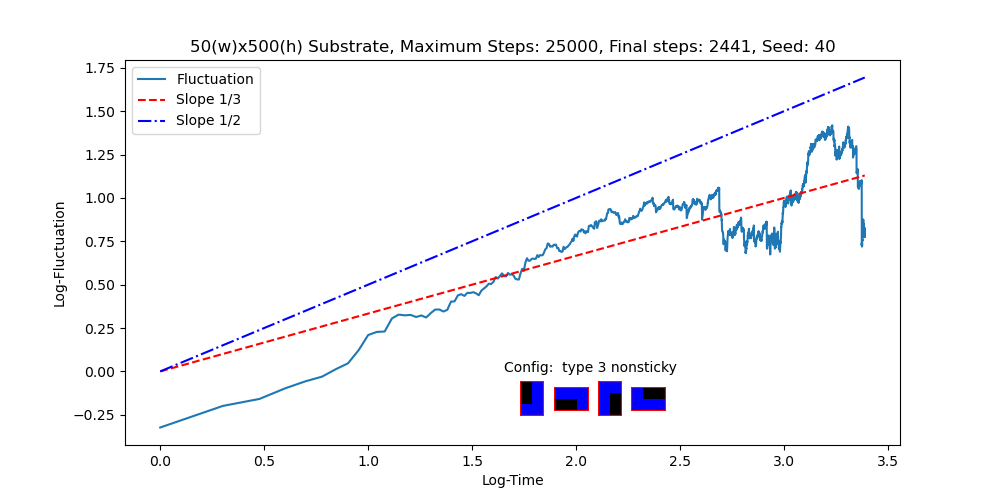 50(w)x500(h) Substrate, Maximum Steps: 25000, Final steps: 2441, Seed: 40
1.75
1.50
1.25
1.00
0.75
0.50
0.25
0.00
−0.25
Log-Fluctuation
Fluctuation
Slope 1/3
Slope 1/2
Config:  type 3 nonsticky
0.0 0.5 1.0 1.5 2.0 2.5 3.0 3.5
Log-Time